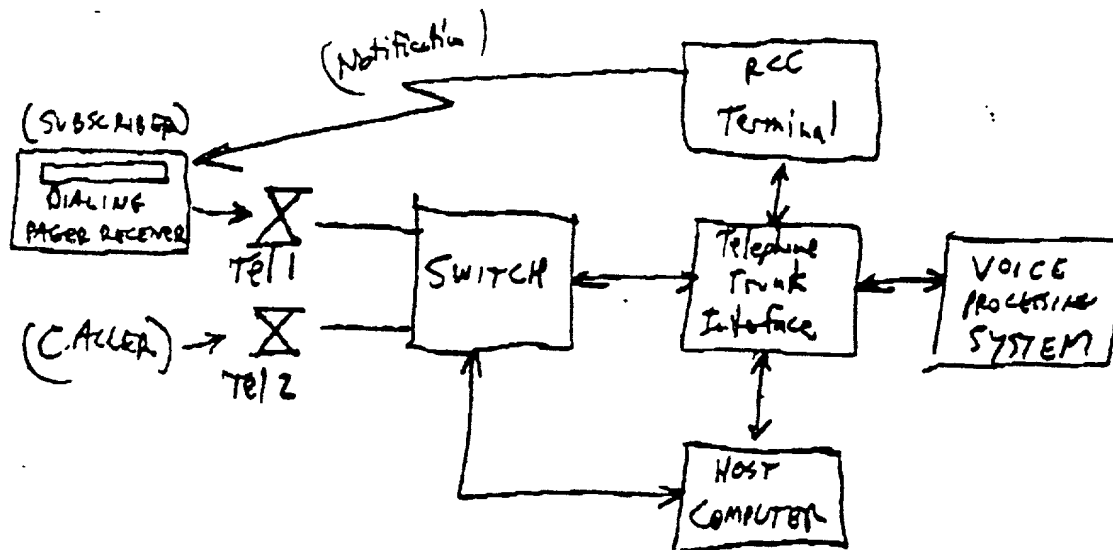 (Notification)
RCC
Terminal
(SUBSCRIBER)
DIALING
PAGER RECEIVER
Tel 1
SWITCH
Telephone
Trunk
Interface
VOICE
PROCESSING
SYSTEM
(CALLER)
Tel 2
HOST
COMPUTER